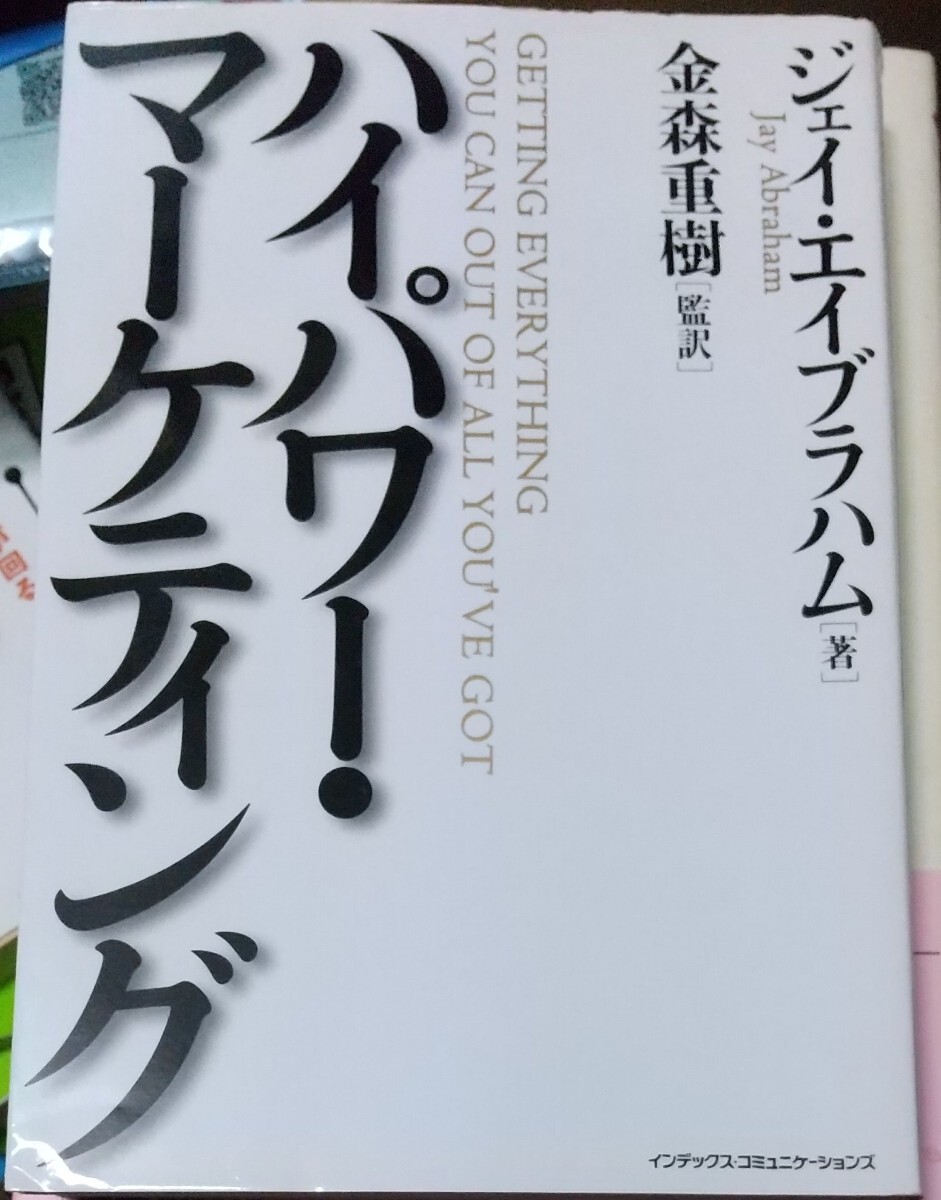 ジェイ・エイブラハム[著]
Jay Abraham
金森重樹[監訳]
GETTING EVERYTHING
YOU CAN OUT OF ALL YOU'VE GOT
ハイパワー・
マーケティング
インデックス・コミュニケーションズ